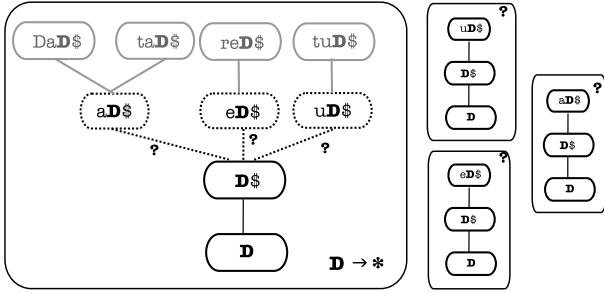 DaD$ taD$ reD$ tuD$
aD$ eD$ uD$
? ? ?
D$
D
D → *
?
uD$
D$
D
?
eD$
D$
D
?
aD$
D$
D